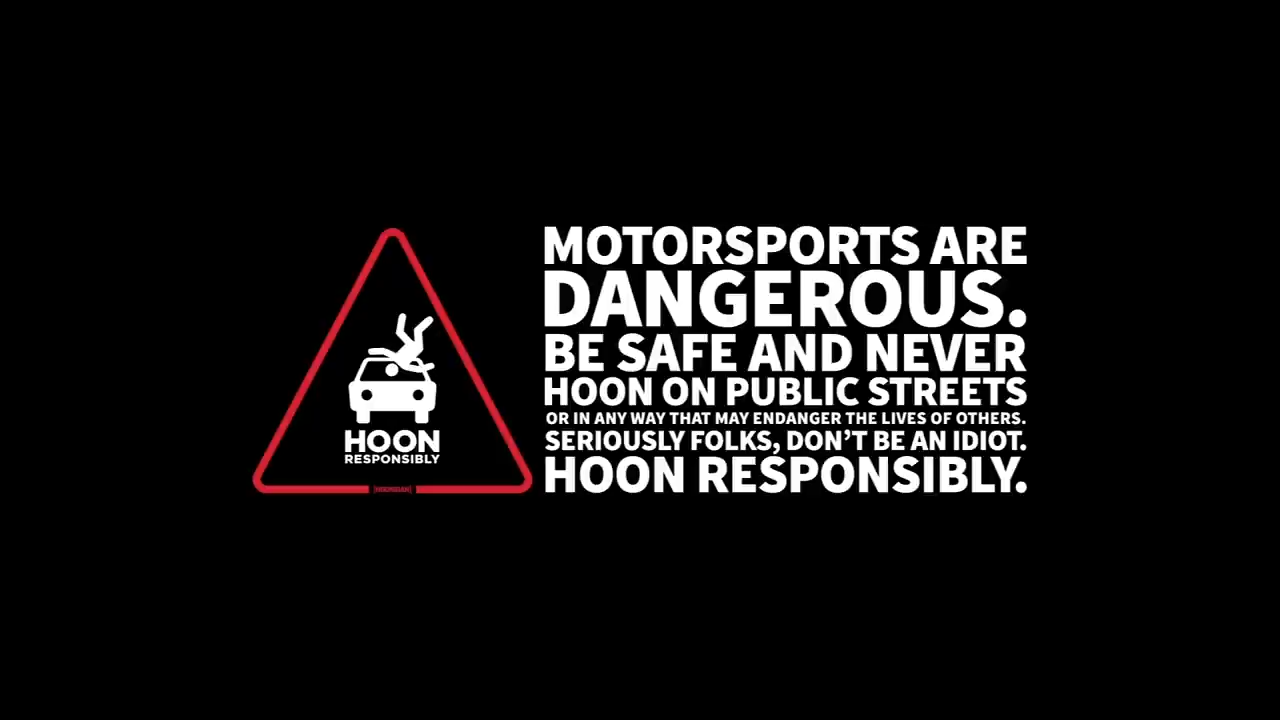 MOTORSPORTS ARE
DANGEROUS.
BE SAFE AND NEVER
HOON ON PUBLIC STREETS
OR IN ANY WAY THAT MAY ENDANGER THE LIVES OF OTHERS.
SERIOUSLY FOLKS, DON'T BE AN IDIOT.
HOON RESPONSIBLY.
HOON
RESPONSIBLY
[HOONIGAN]